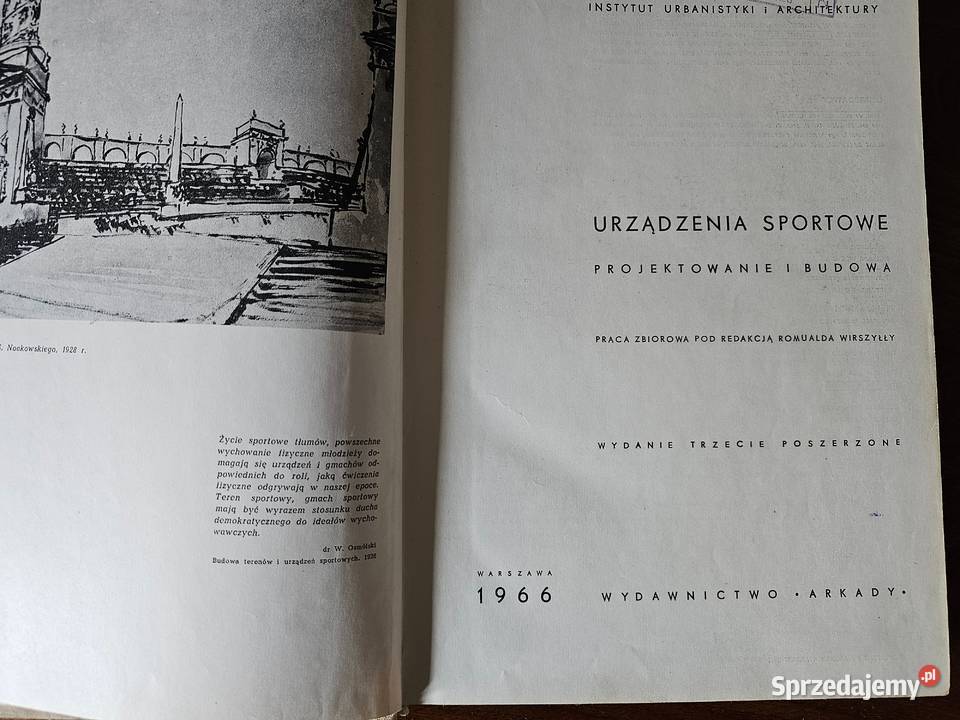 Nockowskiego, 1928 r.
Życie sportowe tłumów, powszechne
wychowanie fizyczne młodzieży do-
magają się urządzeń i gmachów od-
powiednich do roli, jaką ćwiczenia
fizyczne odgrywają w naszej epoce.
Teren sportowy, gmach sportowy
mają być wyrazem stosunku ducha
demokratycznego do ideałów wycho-
wawczych.
dr W. Osmólski
Budowa terenów i urządzeń sportowych. 1928
INSTYTUT URBANISTYKI i ARCHITEKTURY
URZĄDZENIA SPORTOWE
PROJEKTOWANIE I BUDOWA
PRACA ZBIOROWA POD REDAKCJĄ ROMUALDA WIRSZYŁŁY
WYDANIE TRZECIE POSZERZONE
WARSZAWA
1966 WYDAWNICTWO •ARKADY•
Sprzedajemy.pl